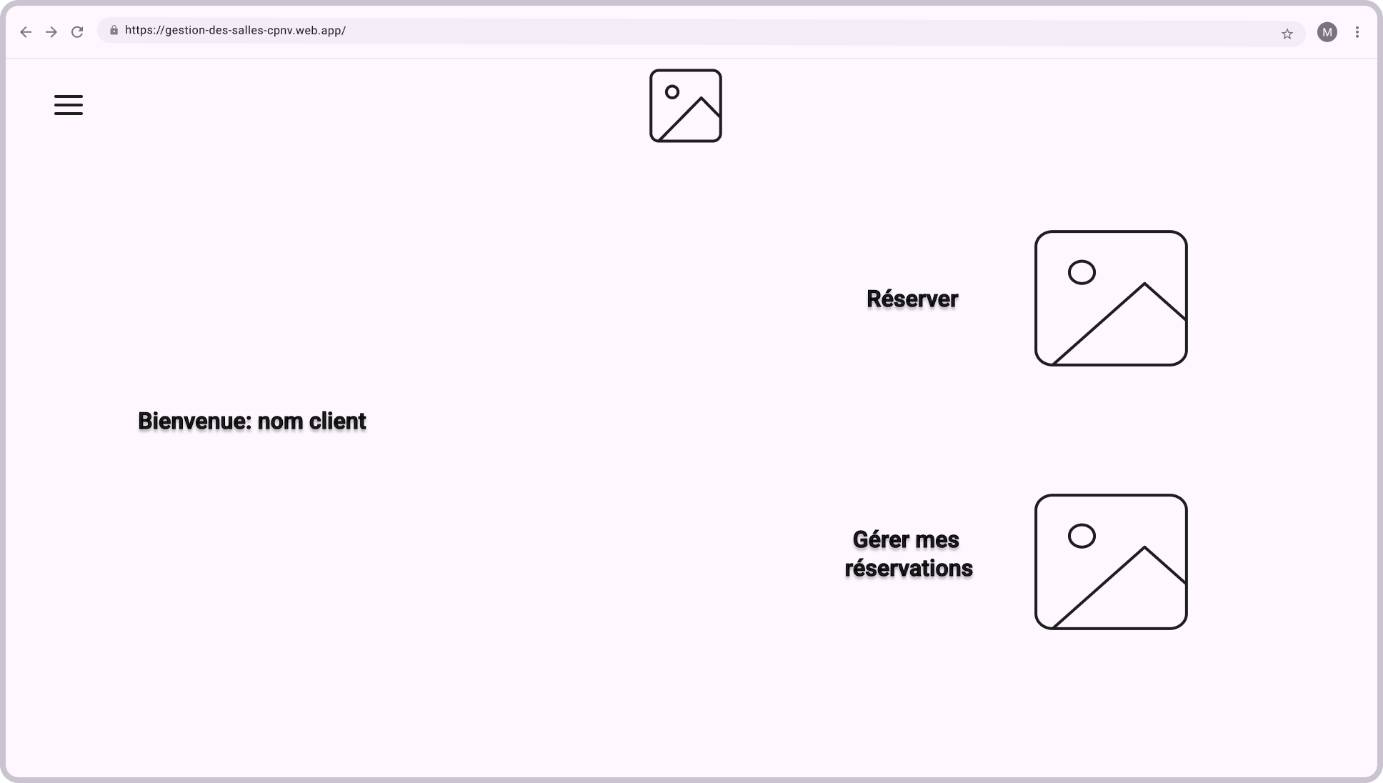 https://gestion-des-salles-cpnv.web.app/
M
Réserver
Bienvenue: nom client
Gérer mes
réservations